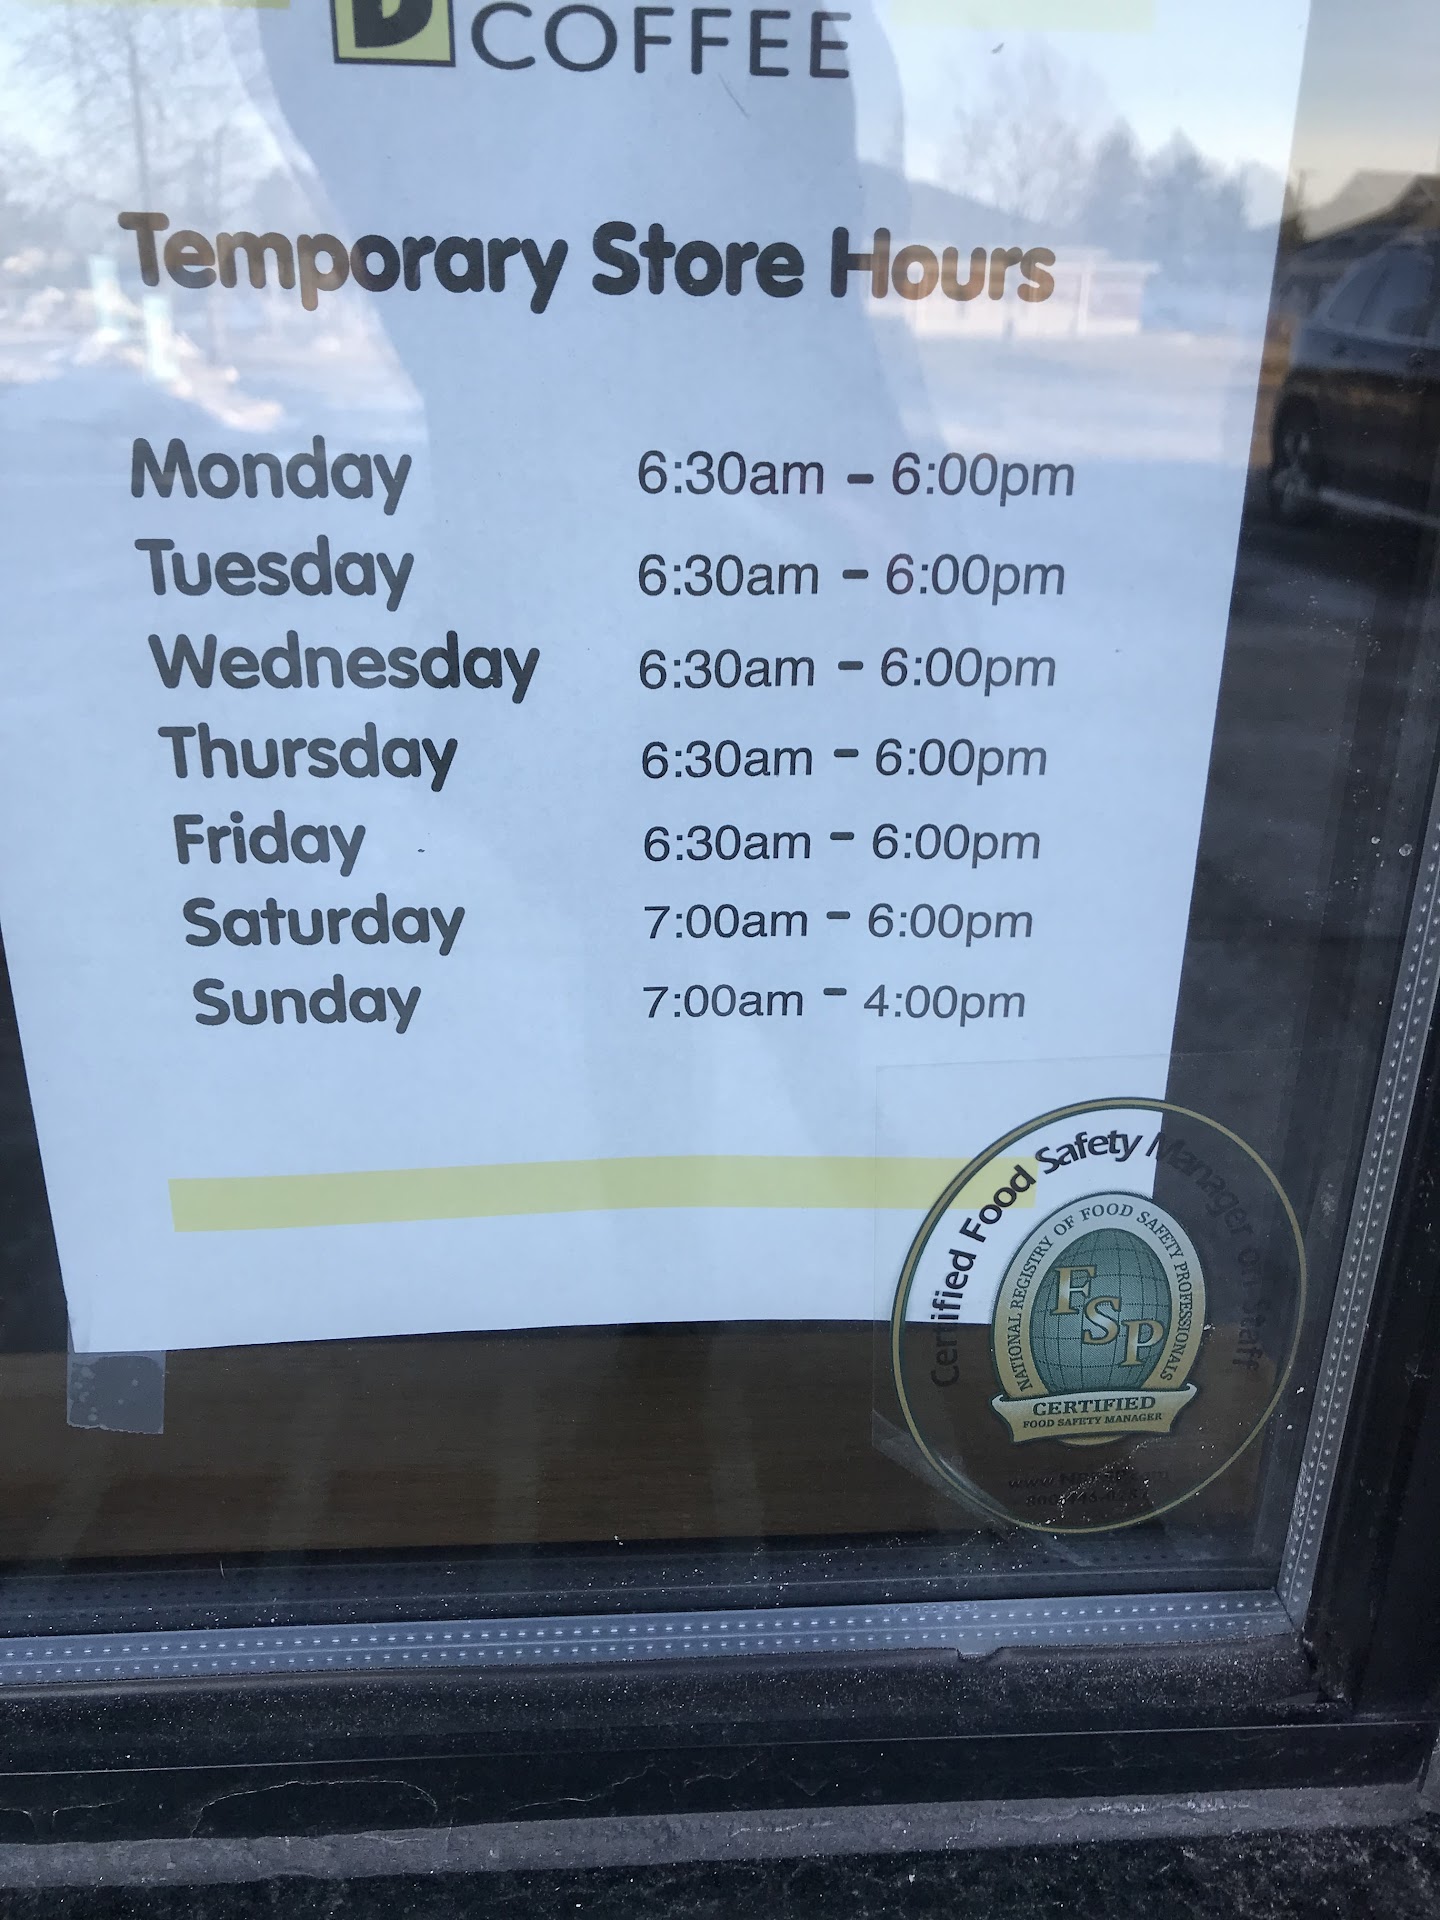 COFFEE
Temporary Store Hours
Monday 6:30am - 6:00pm
Tuesday 6:30am - 6:00pm
Wednesday 6:30am - 6:00pm
Thursday 6:30am - 6:00pm
Friday 6:30am - 6:00pm
Saturday 7:00am - 6:00pm
Sunday 7:00am - 4:00pm
Certified Food Safety Manager on Staff
NATIONAL REGISTRY OF FOOD SAFETY PROFESSIONALS
FSP
CERTIFIED
FOOD SAFETY MANAGER